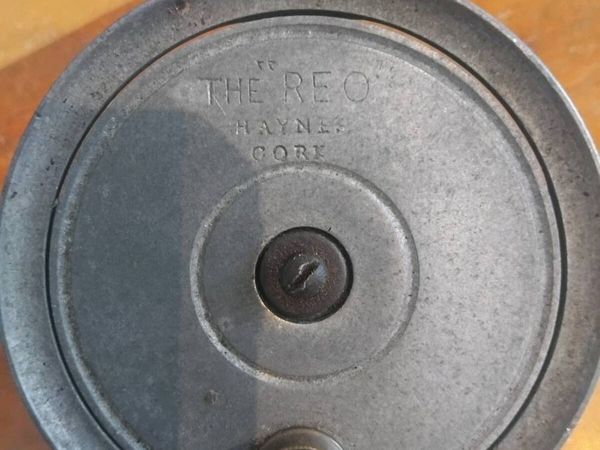 "THE REO"
HAYNES
CORK